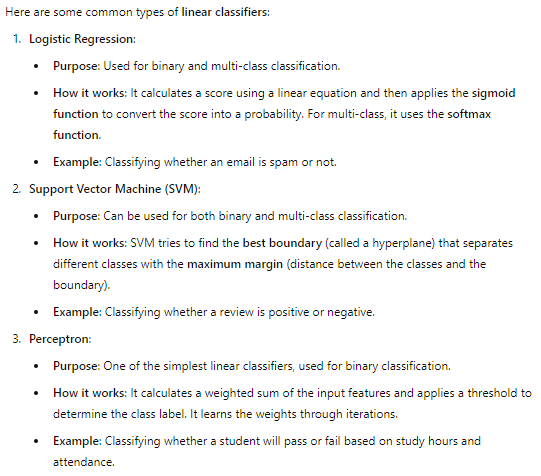 Here are some common types of linear classifiers:
1. Logistic Regression:
• Purpose: Used for binary and multi-class classification.
• How it works: It calculates a score using a linear equation and then applies the sigmoid
function to convert the score into a probability. For multi-class, it uses the softmax
function.
• Example: Classifying whether an email is spam or not.
2. Support Vector Machine (SVM):
• Purpose: Can be used for both binary and multi-class classification.
• How it works: SVM tries to find the best boundary (called a hyperplane) that separates
different classes with the maximum margin (distance between the classes and the
boundary).
• Example: Classifying whether a review is positive or negative.
3. Perceptron:
• Purpose: One of the simplest linear classifiers, used for binary classification.
• How it works: It calculates a weighted sum of the input features and applies a threshold to
determine the class label. It learns the weights through iterations.
• Example: Classifying whether a student will pass or fail based on study hours and
attendance.